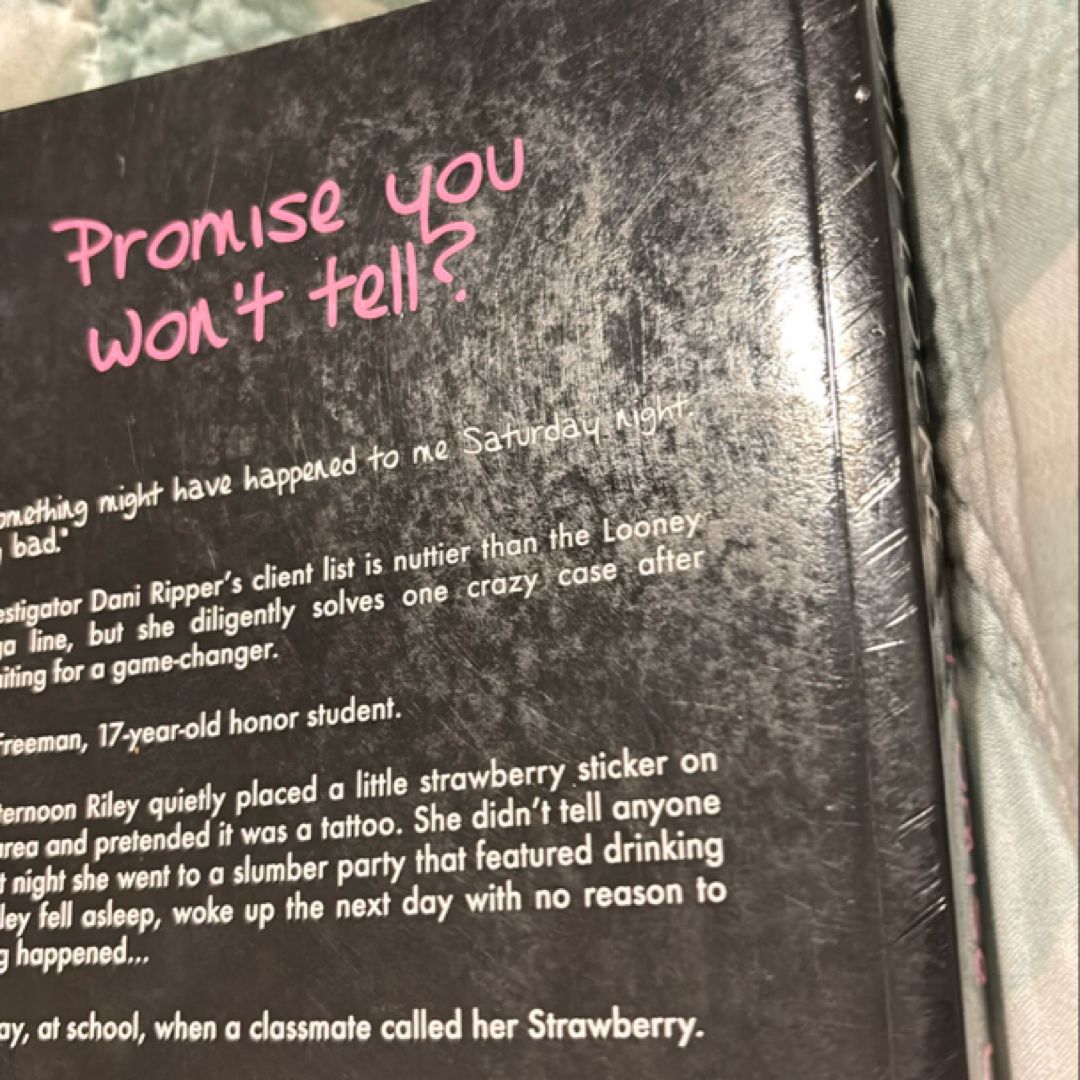 Promise you
won't tell?
omething might have happened to me Saturday night.
bad."
estigator Dani Ripper's client list is nuttier than the Looney
ga line, but she diligently solves one crazy case after
iting for a game-changer.
Freeman, 17-year-old honor student.
ternoon Riley quietly placed a little strawberry sticker on
area and pretended it was a tattoo. She didn't tell anyone
t night she went to a slumber party that featured drinking
ley fell asleep, woke up the next day with no reason to
g happened...
ay, at school, when a classmate called her Strawberry.